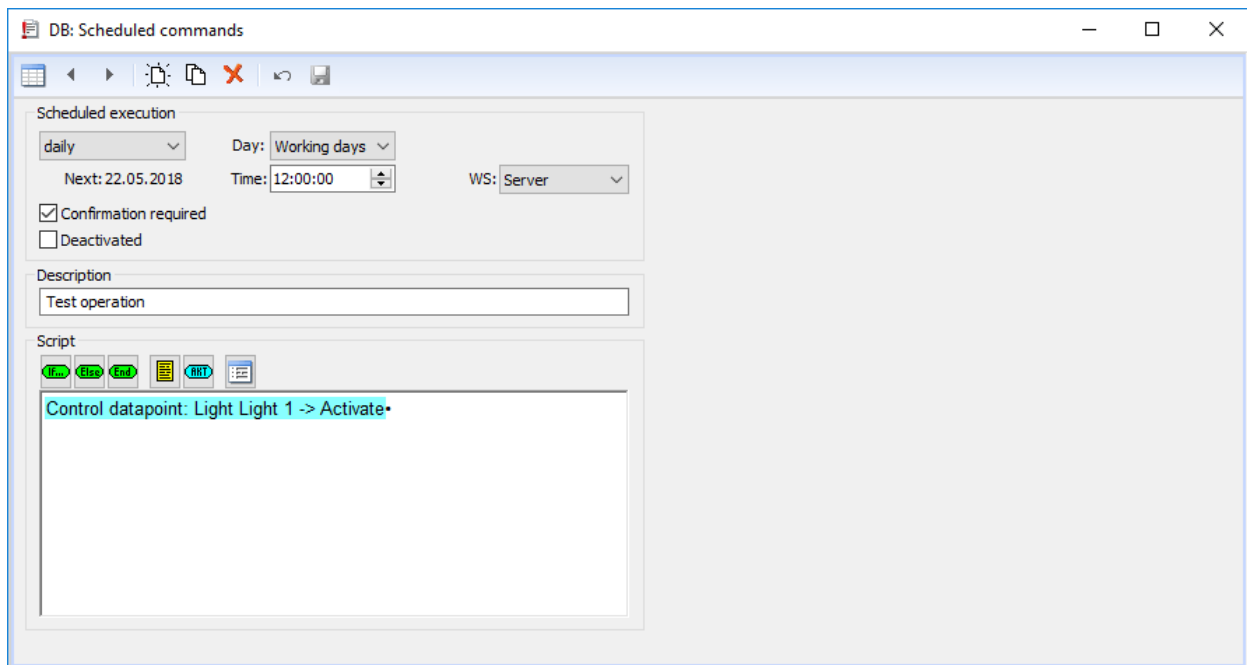 DB: Scheduled commands
Scheduled execution
daily Day: Working days
Next: 22.05.2018 Time: 12:00:00 WS: Server
Confirmation required
Deactivated
Description
Test operation
Script
If... Else End AKT
Control datapoint: Light Light 1 -> Activate•